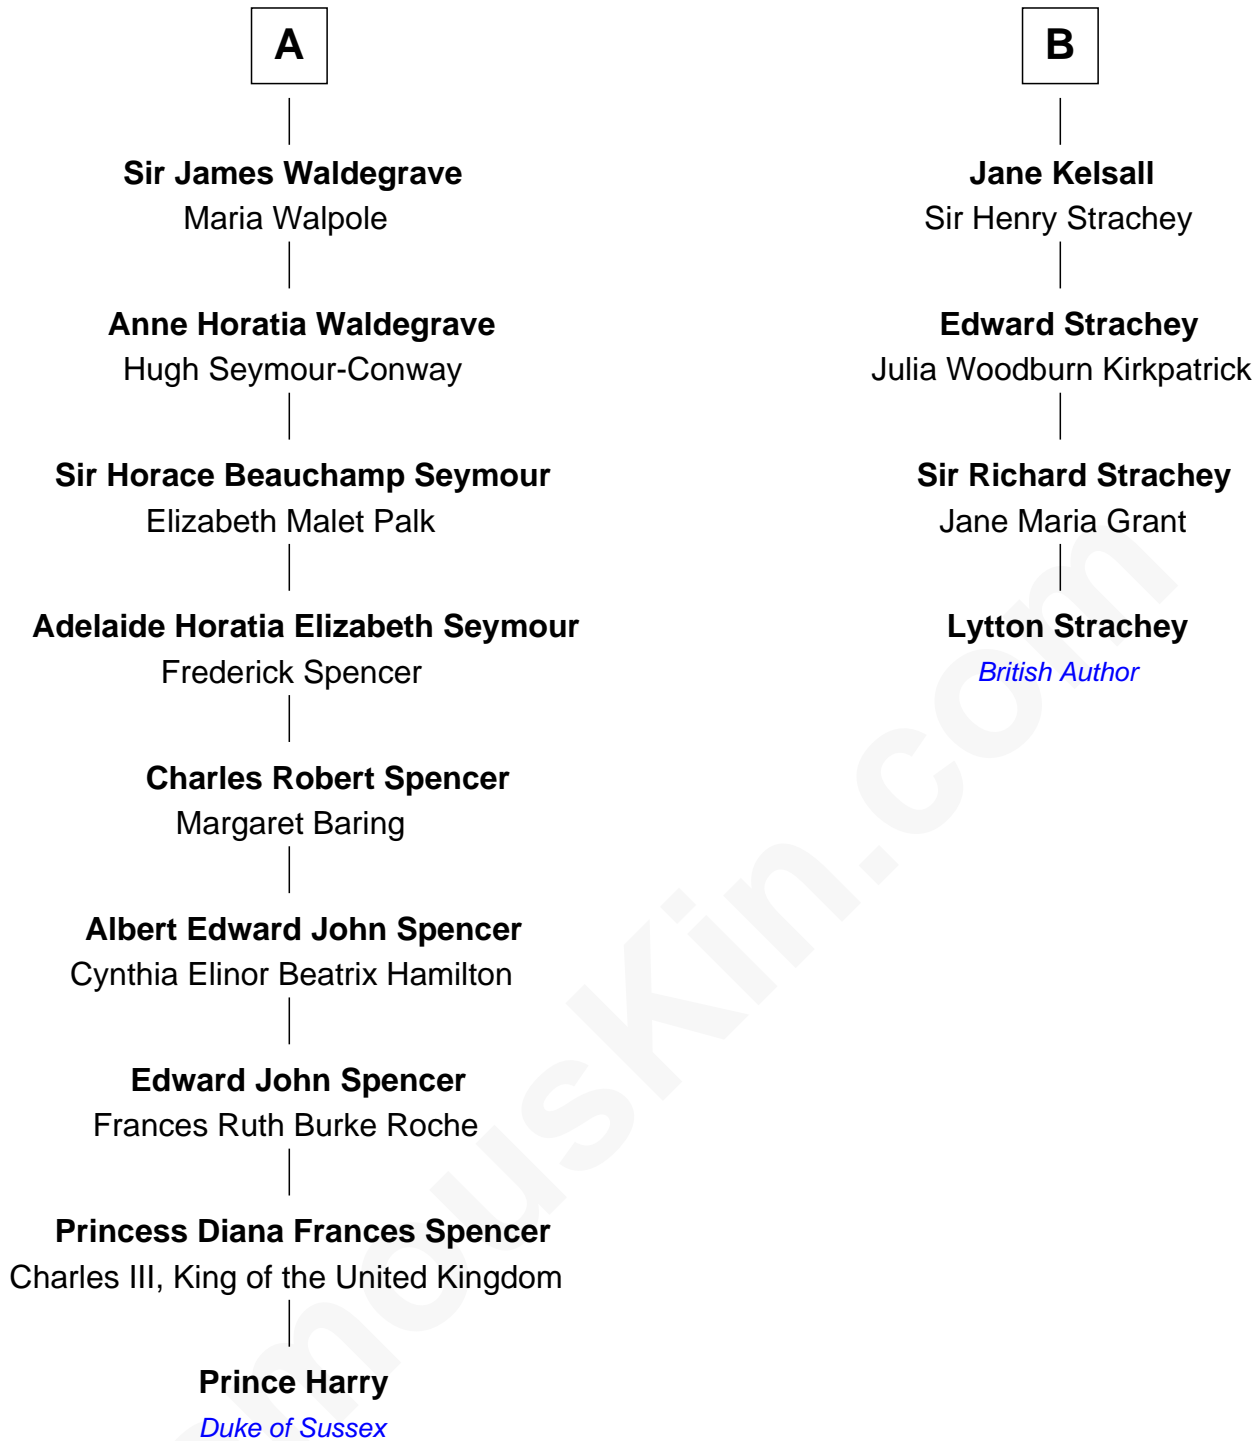 A
Sir James Waldegrave
Maria Walpole
Anne Horatia Waldegrave
Hugh Seymour-Conway
Sir Horace Beauchamp Seymour
Elizabeth Malet Palk
Adelaide Horatia Elizabeth Seymour
Frederick Spencer
Charles Robert Spencer
Margaret Baring
Albert Edward John Spencer
Cynthia Elinor Beatrix Hamilton
Edward John Spencer
Frances Ruth Burke Roche
Princess Diana Frances Spencer
Charles III, King of the United Kingdom
Prince Harry
Duke of Sussex
B
Jane Kelsall
Sir Henry Strachey
Edward Strachey
Julia Woodburn Kirkpatrick
Sir Richard Strachey
Jane Maria Grant
Lytton Strachey
British Author
mouskin.com